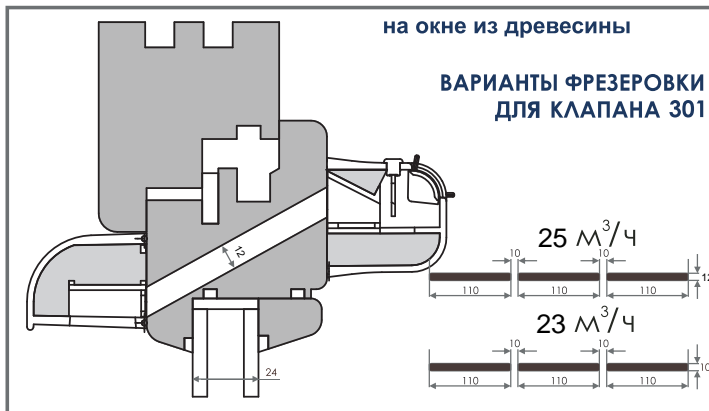 на окне из древесины
ВАРИАНТЫ ФРЕЗЕРОВКИ
ДЛЯ КЛАПАНА 301
25 м³/ч
10 10
12
110 110 110
23 м³/ч
10 10
10
110 110 110
12
24